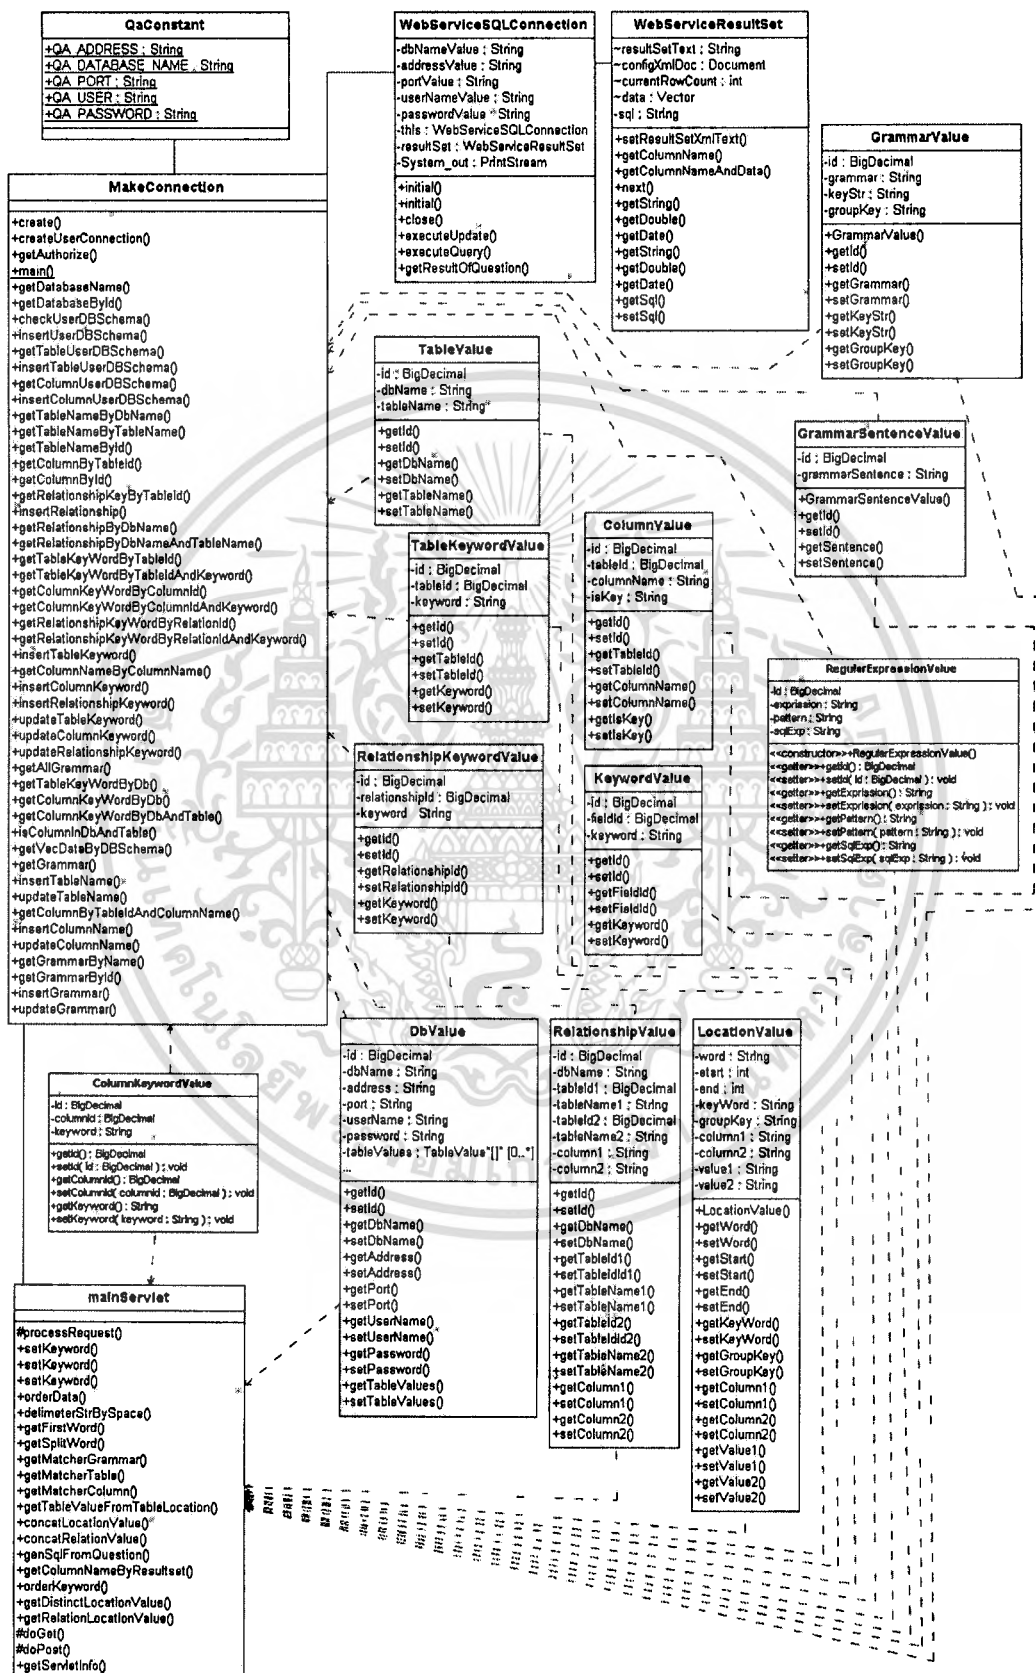 QaConstant
+QA_ADDRESS : String
+QA_DATABASE_NAME : String
+QA_PORT : String
+QA_USER : String
+QA_PASSWORD : String
WebServiceSQLConnection
-dbNameValue : String
-addressValue : String
-portValue : String
-userNameValue : String
-passwordValue : String
-this : WebServiceSQLConnection
-resultSet : WebServiceResultSet
-System_out : PrintStream
+initial()
+initial()
+close()
+executeUpdate()
+executeQuery()
+getResultOfQuestion()
WebServiceResultSet
~resultSetText : String
~configXmlDoc : Document
~currentRowCount : int
~data : Vector
-sql : String
+setResultSetXmlText()
+getColumnName()
+getColumnNameAndData()
+next()
+getString()
+getDouble()
+getDate()
+getString()
+getDouble()
+getDate()
+getSql()
+setSql()
GrammarValue
-id : BigDecimal
-grammar : String
-keyStr : String
-groupKey : String
+GrammarValue()
+getId()
+setId()
+getGrammar()
+setGrammar()
+getKeyStr()
+setKeyStr()
+getGroupKey()
+setGroupKey()
MakeConnection
+create()
+createUserConnection()
+getAuthorize()
+main()
+getDatabaseName()
+getDatabaseById()
+checkUserDBSchema()
+insertUserDBSchema()
+getTableUserDBSchema()
+insertTableUserDBSchema()
+getColumnUserDBSchema()
+insertColumnUserDBSchema()
+getTableNameByDbName()
+getTableNameByTableName()
+getTableNameById()
+getColumnByTableId()
+getColumnById()
+getRelationshipKeyByTableId()
+insertRelationship()
+getRelationshipByDbName()
+getRelationshipByDbNameAndTableName()
+getTableKeyWordByTableId()
+getTableKeyWordByTableIdAndKeyword()
+getColumnKeyWordByColumnId()
+getColumnKeyWordByColumnIdAndKeyword()
+getRelationshipKeyWordByRelationId()
+getRelationshipKeyWordByRelationIdAndKeyword()
+insertTableKeyword()
+getColumnNameByColumnName()
+insertColumnKeyword()
+insertRelationshipKeyword()
+updateTableKeyword()
+updateColumnKeyword()
+updateRelationshipKeyword()
+getAllGrammar()
+getTableKeyWordByDb()
+getColumnKeyWordByDb()
+getColumnKeyWordByDbAndTable()
+isColumnInDbAndTable()
+getVecDataByDBSchema()
+getGrammar()
+insertTableName()
+updateTableName()
+getColumnByTableIdAndColumnName()
+insertColumnName()
+updateColumnName()
+getGrammarByName()
+getGrammarById()
+insertGrammar()
+updateGrammar()
TableValue
-id : BigDecimal
-dbName : String
-tableName : String
+getId()
+setId()
+getDbName()
+setDbName()
+getTableName()
+setTableName()
GrammarSentenceValue
-id : BigDecimal
-grammarSentence : String
+GrammarSentenceValue()
+getId()
+setId()
+getSentence()
+setSentence()
ColumnValue
-id : BigDecimal
-tableId : BigDecimal
-columnName : String
-isKey : String
+getId()
+setId()
+getTableId()
+setTableId()
+getColumnName()
+setColumnName()
+getIsKey()
+setIsKey()
TableKeywordValue
-id : BigDecimal
-tableId : BigDecimal
-keyword : String
+getId()
+setId()
+getTableId()
+setTableId()
+getKeyword()
+setKeyword()
RegulerExpressionValue
-id : BigDecimal
-exprission : String
-pattern : String
-sqlExp : String
<<constructor>>+RegulerExpressionValue()
<<getter>>+getId() : BigDecimal
<<setter>>+setId( id : BigDecimal ) : void
<<getter>>+getExprission() : String
<<setter>>+setExprission( exprission : String ) : void
<<getter>>+getPattern() : String
<<setter>>+setPattern( pattern : String ) : void
<<getter>>+getSqlExp() : String
<<setter>>+setSqlExp( sqlExp : String ) : void
RelationshipKeywordValue
-id : BigDecimal
-relationshipId : BigDecimal
-keyword : String
+getId()
+setId()
+getRelationshipId()
+setRelationshipId()
+getKeyword()
+setKeyword()
KeywordValue
-id : BigDecimal
-fieldId : BigDecimal
-keyword : String
+getId()
+setId()
+getFieldId()
+setFieldId()
+getKeyword()
+setKeyword()
DbValue
-id : BigDecimal
-dbName : String
-address : String
-port : String
-userName : String
-password : String
-tableValues : TableValue"[]" [0..*]
...
+getId()
+setId()
+getDbName()
+setDbName()
+getAddress()
+setAddress()
+getPort()
+setPort()
+getUserName()
+setUserName()
+getPassword()
+setPassword()
+getTableValues()
+setTableValues()
RelationshipValue
-id : BigDecimal
-dbName : String
-tableId1 : BigDecimal
-tableName1 : String
-tableId2 : BigDecimal
-tableName2 : String
-column1 : String
-column2 : String
+getId()
+setId()
+getDbName()
+setDbName()
+getTableId1()
+setTableIdId1()
+getTableName1()
+setTableName1()
+getTableId2()
+setTableIdId2()
+getTableName2()
+setTableName2()
+getColumn1()
+setColumn1()
+getColumn2()
+setColumn2()
LocationValue
-word : String
-start : int
-end : int
-keyWord : String
-groupKey : String
-column1 : String
-column2 : String
-value1 : String
-value2 : String
+LocationValue()
+getWord()
+setWord()
+getStart()
+setStart()
+getEnd()
+setEnd()
+getKeyWord()
+setKeyWord()
+getGroupKey()
+setGroupKey()
+getColumn1()
+setColumn1()
+getColumn2()
+setColumn2()
+getValue1()
+setValue1()
+getValue2()
+setValue2()
ColumnKeywordValue
-id : BigDecimal
-columnId : BigDecimal
-keyword : String
+getId() : BigDecimal
+setId( id : BigDecimal ) : void
+getColumnId() : BigDecimal
+setColumnId( columnId : BigDecimal ) : void
+getKeyword() : String
+setKeyword( keyword : String ) : void
mainServlet
#processRequest()
+setKeyword()
+setKeyword()
+setKeyword()
+orderData()
+delimeterStrBySpace()
+getFirstWord()
+getSplitWord()
+getMatcherGrammar()
+getMatcherTable()
+getMatcherColumn()
+getTableValueFromTableLocation()
+concatLocationValue()
+concatRelationValue()
+genSqlFromQuestion()
+getColumnNameByResultset()
+orderKeyword()
+getDistinctLocationValue()
+getRelationLocationValue()
#doGet()
#doPost()
+getServletInfo()